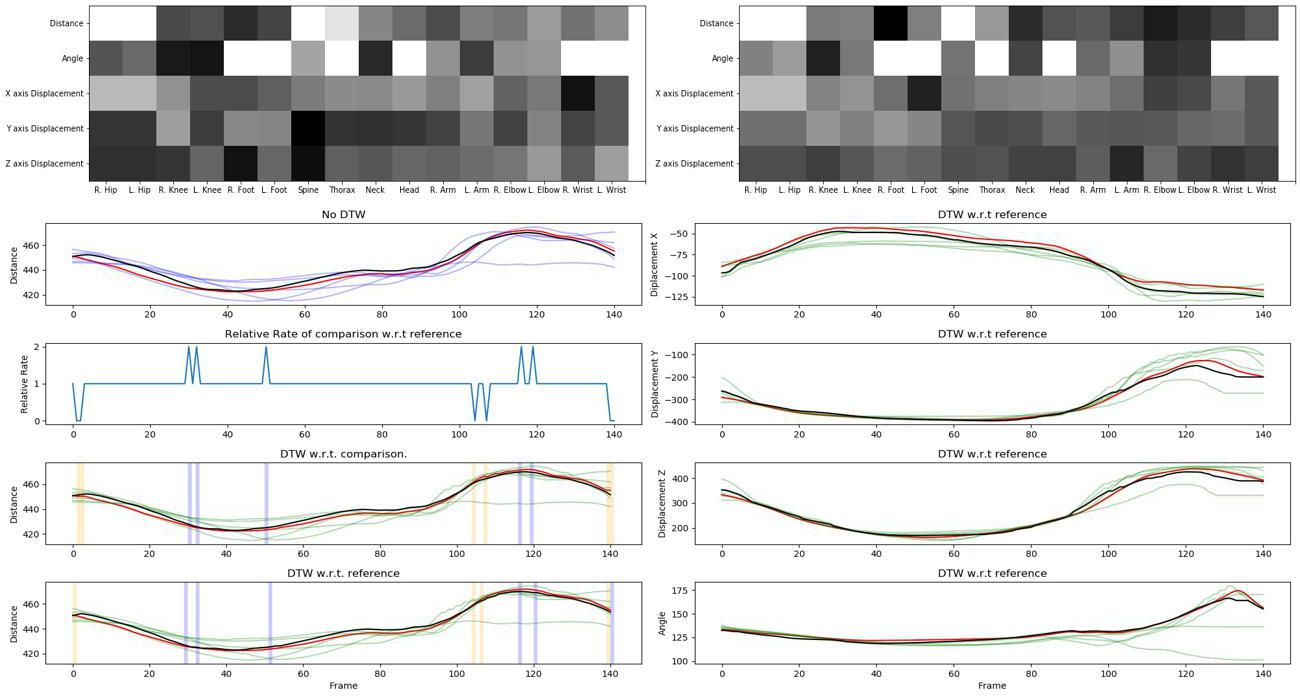 Distance
Angle
X axis Displacement
Y axis Displacement
Z axis Displacement
R. Hip L. Hip R. Knee L. Knee R. Foot L. Foot Spine Thorax Neck Head R. Arm L. Arm R. Elbow L. Elbow R. Wrist L. Wrist
Distance
Angle
X axis Displacement
Y axis Displacement
Z axis Displacement
R. Hip L. Hip R. Knee L. Knee R. Foot L. Foot Spine Thorax Neck Head R. Arm L. Arm R. Elbow L. Elbow R. Wrist L. Wrist
No DTW
Distance
460
440
420
0 20 40 60 80 100 120 140
DTW w.r.t reference
Diplacement X
−50
−75
−100
−125
0 20 40 60 80 100 120 140
Relative Rate of comparison w.r.t reference
Relative Rate
2
1
0
0 20 40 60 80 100 120 140
DTW w.r.t reference
Displacement Y
−100
−200
−300
−400
0 20 40 60 80 100 120 140
DTW w.r.t. comparison.
Distance
460
440
420
0 20 40 60 80 100 120 140
DTW w.r.t reference
Displacement Z
400
300
200
0 20 40 60 80 100 120 140
DTW w.r.t. reference
Distance
460
440
420
0 20 40 60 80 100 120 140
Frame
DTW w.r.t reference
Angle
175
150
125
100
0 20 40 60 80 100 120 140
Frame